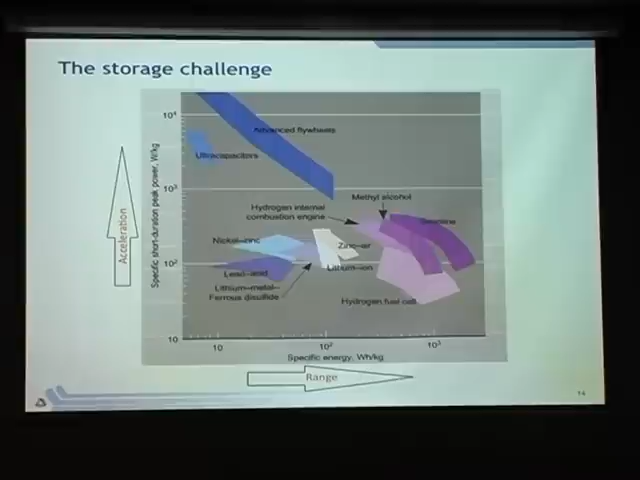 The storage challenge
10⁴
10³
10²
10
Specific short-duration peak power, W/kg
Acceleration
Advanced flywheels
Ultracapacitors
Methyl alcohol
Hydrogen internal
combustion engine
Gasoline
Nickel–zinc
Zinc–air
Lead–acid
Lithium–ion
Lithium–metal–
Ferrous disulfide
Hydrogen fuel cell
10
10²
10³
Specific energy, Wh/kg
Range
14